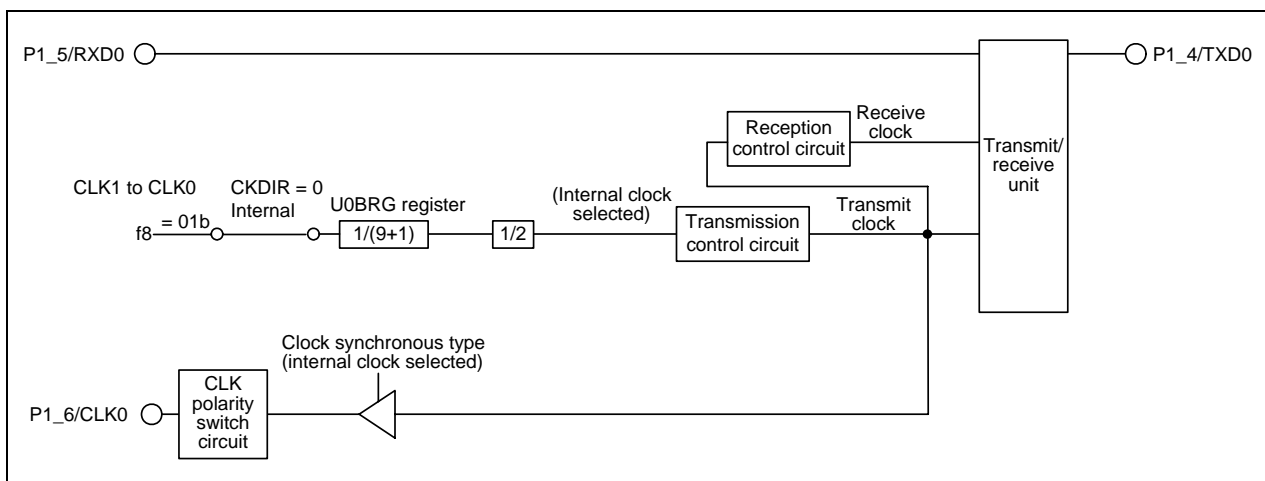 P1_5/RXD0
P1_4/TXD0
Reception
control circuit
Receive
clock
Transmit/
receive
unit
CLK1 to CLK0
= 01b
f8
CKDIR = 0
Internal
U0BRG register
1/(9+1)
1/2
(Internal clock
selected)
Transmission
control circuit
Transmit
clock
Clock synchronous type
(internal clock selected)
P1_6/CLK0
CLK
polarity
switch
circuit